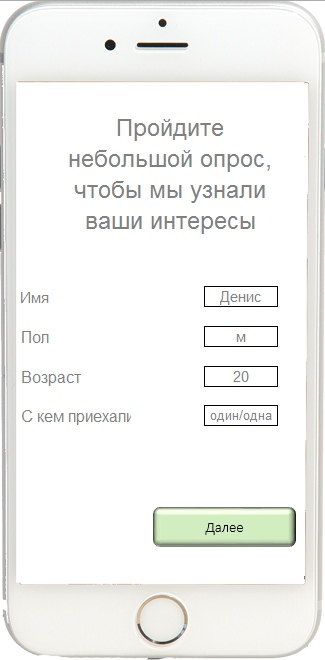 Пройдите
небольшой опрос,
чтобы мы узнали
ваши интересы
Имя Денис
Пол м
Возраст 20
С кем приехали один/одна
Далее